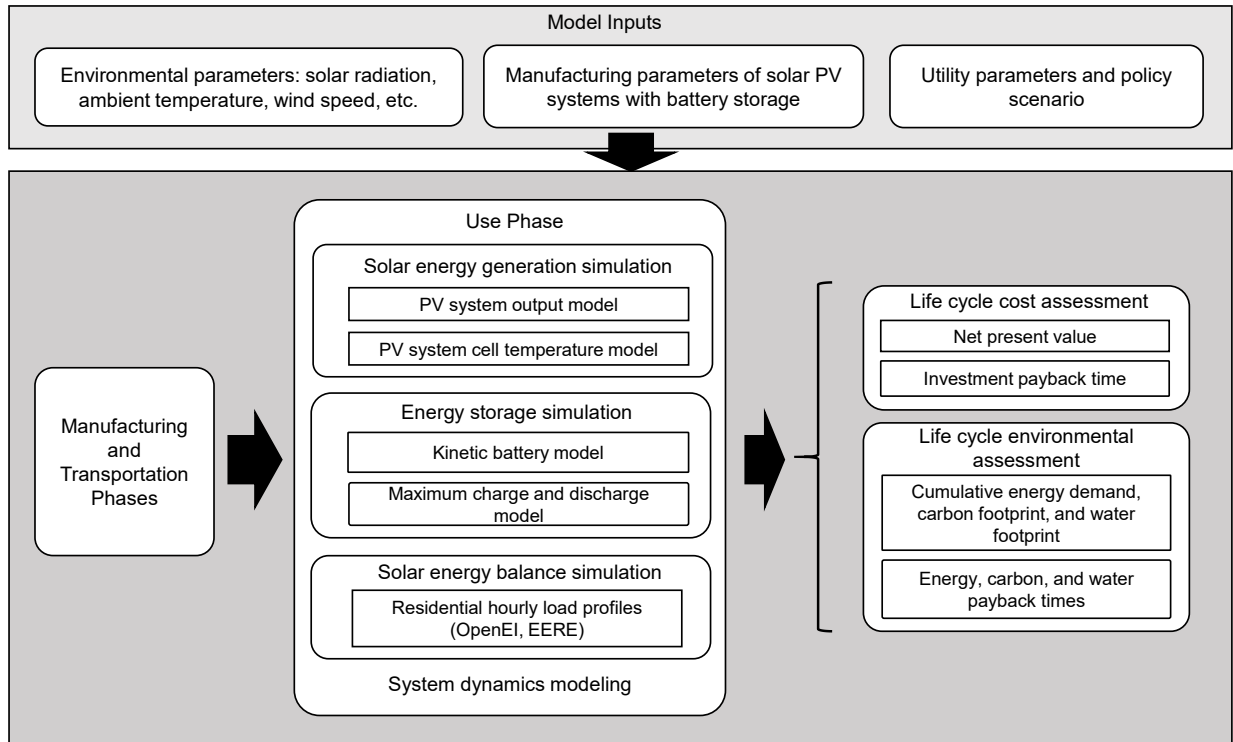 Model Inputs
Environmental parameters: solar radiation,
ambient temperature, wind speed, etc.
Manufacturing parameters of solar PV
systems with battery storage
Utility parameters and policy
scenario
Manufacturing
and
Transportation
Phases
Use Phase
Solar energy generation simulation
PV system output model
PV system cell temperature model
Energy storage simulation
Kinetic battery model
Maximum charge and discharge
model
Solar energy balance simulation
Residential hourly load profiles
(OpenEI, EERE)
System dynamics modeling
Life cycle cost assessment
Net present value
Investment payback time
Life cycle environmental
assessment
Cumulative energy demand,
carbon footprint, and water
footprint
Energy, carbon, and water
payback times